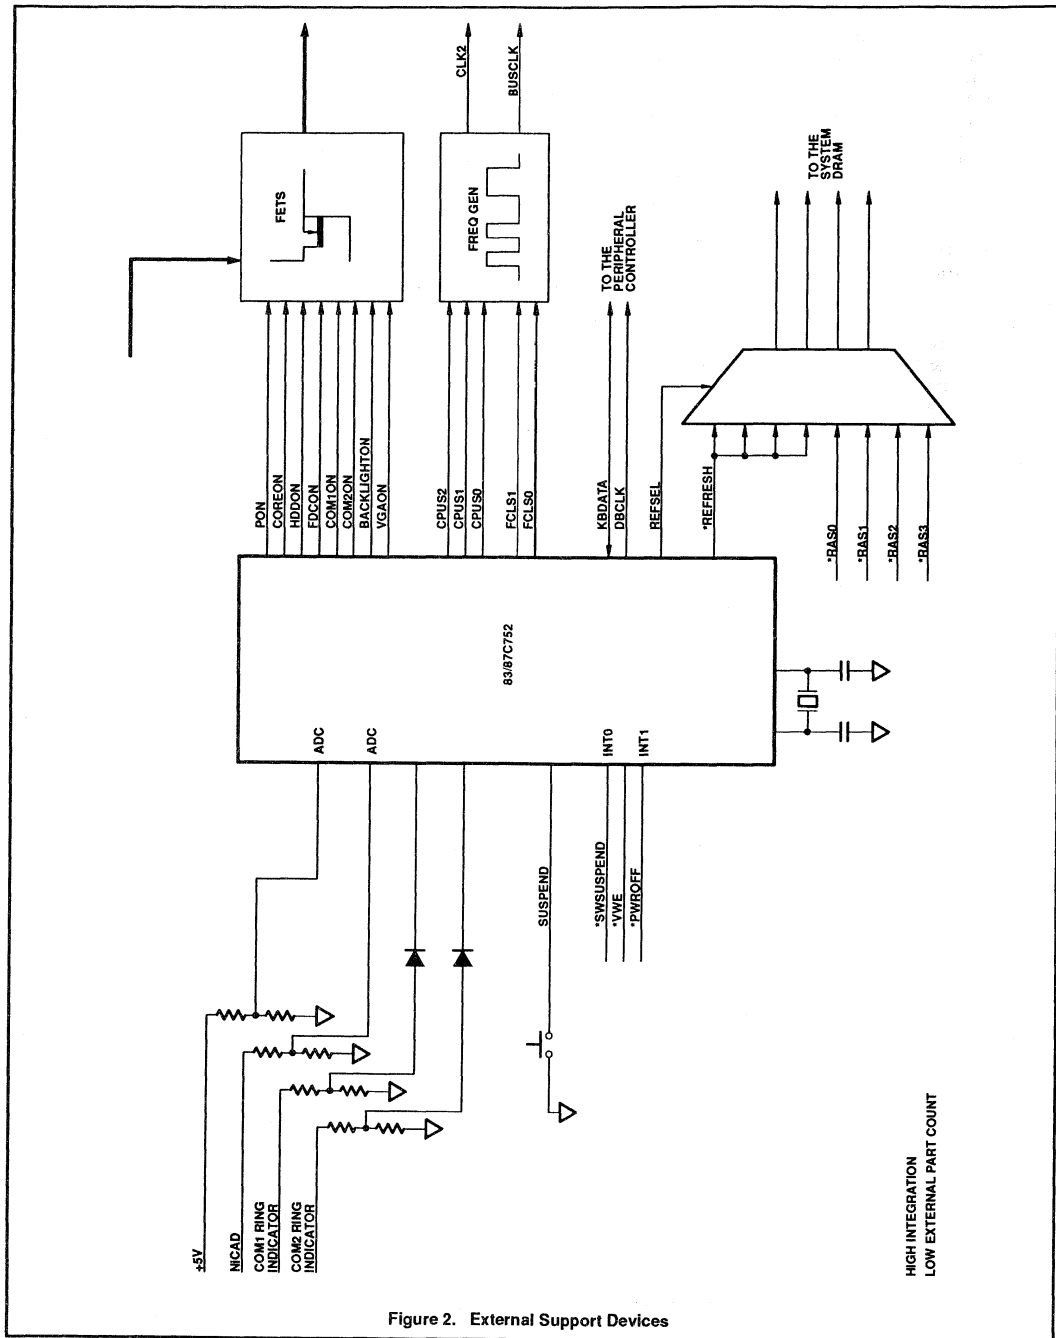 +5V
NICAD
COM1 RING
INDICATOR
COM2 RING
INDICATOR
SUSPEND
*SWSUSPEND
*VWE
*PWROFF
ADC
ADC
INT0
INT1
83/87C752
PON
COREON
HDDON
FDCON
COM1ON
COM2ON
BACKLIGHTON
VGAON
CPUS2
CPUS1
CPUS0
FCLS1
FCLS0
KBDATA
DBCLK
REFSEL
*REFRESH
*RAS0
*RAS1
*RAS2
*RAS3
FETS
FREQ GEN
CLK2
BUSCLK
TO THE
PERIPHERAL
CONTROLLER
TO THE
SYSTEM
DRAM
HIGH INTEGRATION
LOW EXTERNAL PART COUNT
Figure 2. External Support Devices